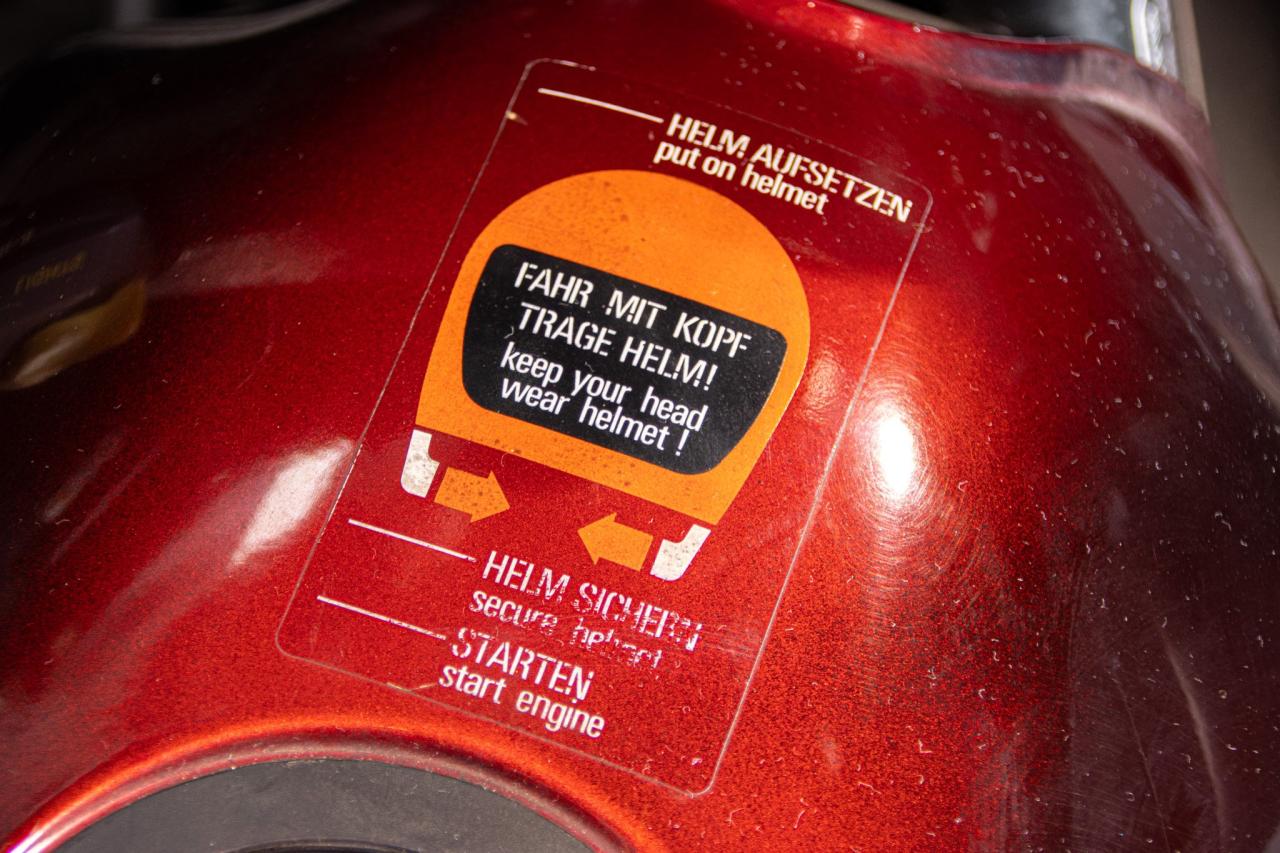 HELM AUFSETZEN
put on helmet
FAHR MIT KOPF
TRAGE HELM!
keep your head
wear helmet !
HELM SICHERN
secure helmet
STARTEN
start engine